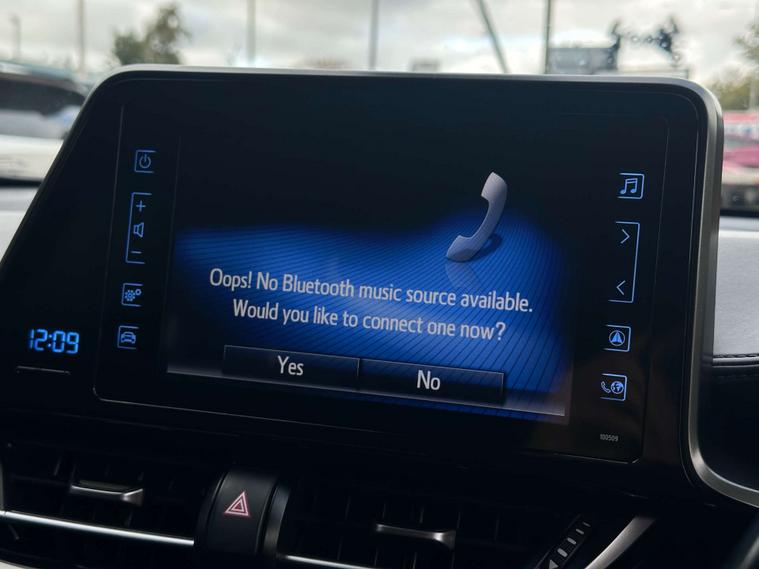 Oops! No Bluetooth music source available.
Would you like to connect one now?
Yes
No
+
−
12:09
100509